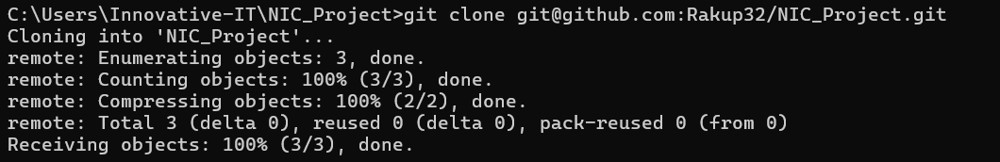 C:\Users\Innovative-IT\NIC_Project>git clone git@github.com:Rakup32/NIC_Project.git
Cloning into 'NIC_Project'...
remote: Enumerating objects: 3, done.
remote: Counting objects: 100% (3/3), done.
remote: Compressing objects: 100% (2/2), done.
remote: Total 3 (delta 0), reused 0 (delta 0), pack-reused 0 (from 0)
Receiving objects: 100% (3/3), done.